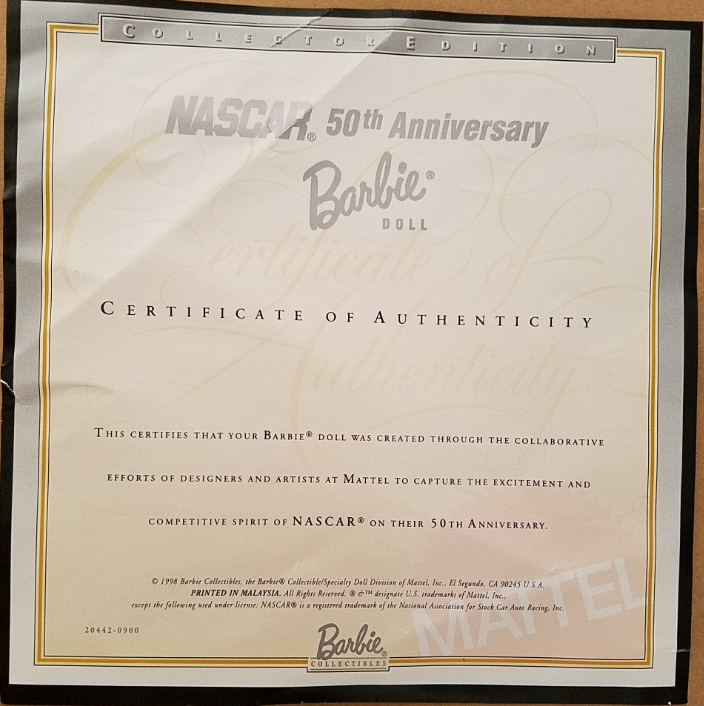 COLLECTOR EDITION
NASCAR® 50th Anniversary
Barbie®
DOLL
Certificate of
CERTIFICATE OF AUTHENTICITY
Authenticity
THIS CERTIFIES THAT YOUR BARBIE® DOLL WAS CREATED THROUGH THE COLLABORATIVE
EFFORTS OF DESIGNERS AND ARTISTS AT MATTEL TO CAPTURE THE EXCITEMENT AND
COMPETITIVE SPIRIT OF NASCAR® ON THEIR 50TH ANNIVERSARY.
© 1998 Barbie Collectibles, the Barbie® Collectible/Specialty Doll Division of Mattel, Inc., El Segundo, CA 90245 U.S.A.
PRINTED IN MALAYSIA. All Rights Reserved. ® & ™ designate U.S. trademarks of Mattel, Inc.,
except the following used under license: NASCAR® is a registered trademark of the National Association for Stock Car Auto Racing, Inc.
MATTEL
20442-0900
Barbie®
COLLECTIBLES